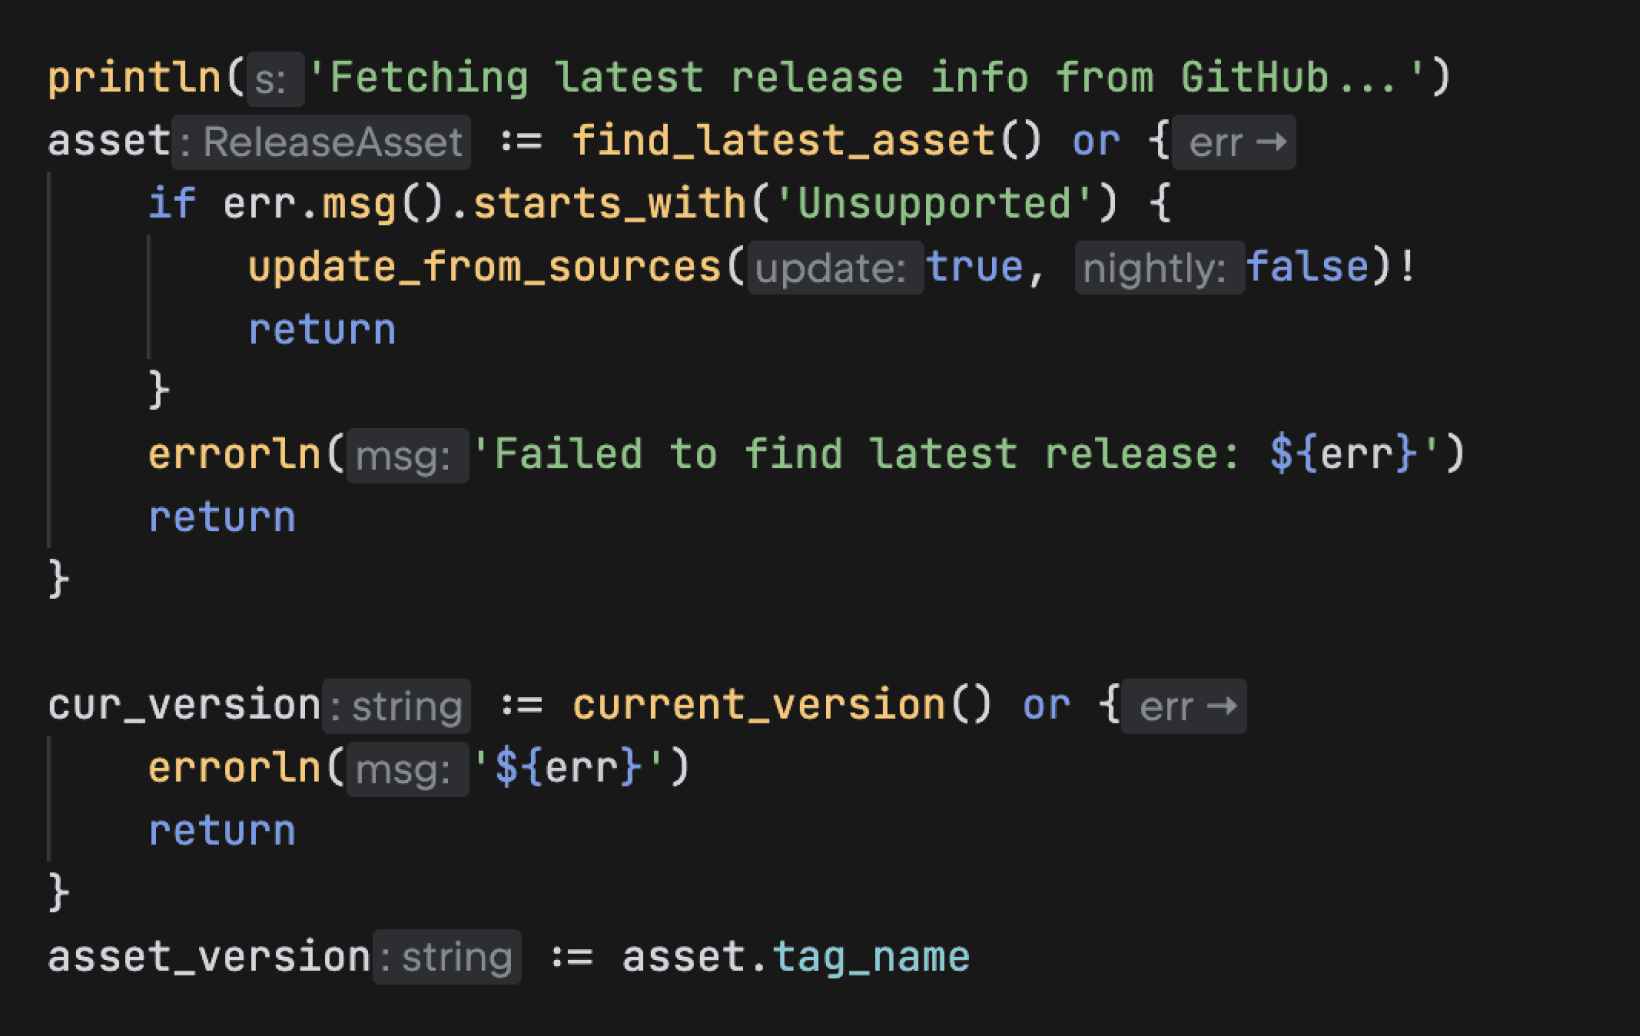 println(s: 'Fetching latest release info from GitHub...')
asset: ReleaseAsset := find_latest_asset() or { err →
    if err.msg().starts_with('Unsupported') {
        update_from_sources(update: true, nightly: false)!
        return
    }
    errorln(msg: 'Failed to find latest release: ${err}')
    return
}

cur_version: string := current_version() or { err →
    errorln(msg: '${err}')
    return
}
asset_version: string := asset.tag_name